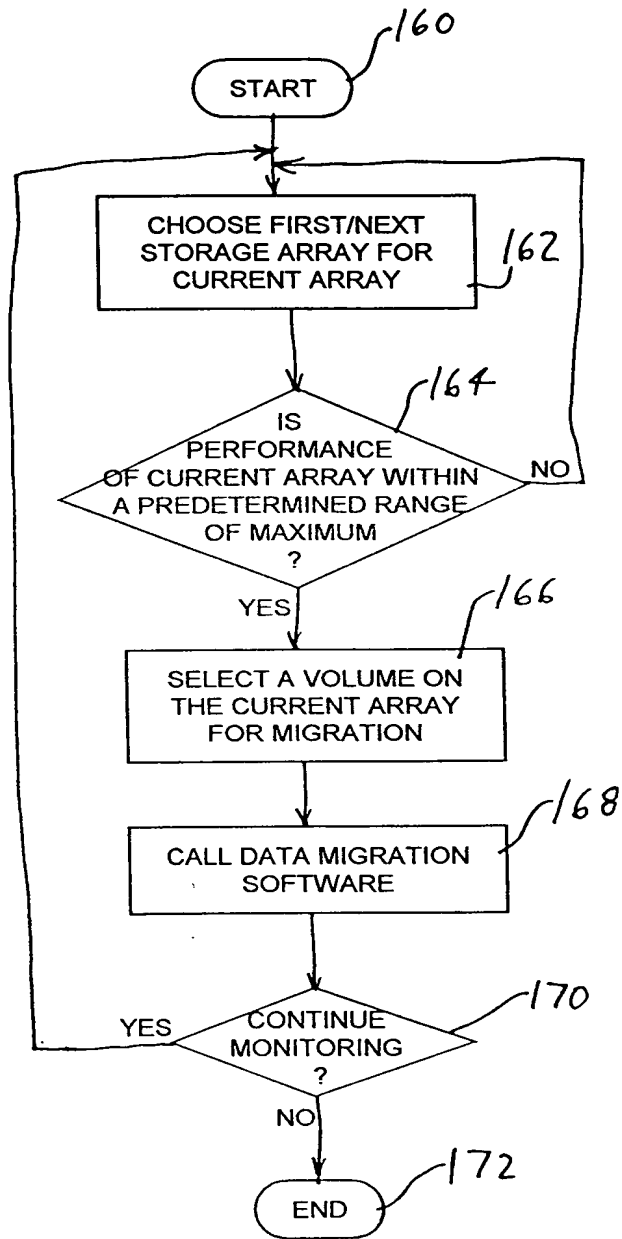 160
START
CHOOSE FIRST/NEXT
STORAGE ARRAY FOR
CURRENT ARRAY
162
164
IS
PERFORMANCE
OF CURRENT ARRAY WITHIN
A PREDETERMINED RANGE
OF MAXIMUM
?
NO
YES
166
SELECT A VOLUME ON
THE CURRENT ARRAY
FOR MIGRATION
168
CALL DATA MIGRATION
SOFTWARE
170
YES
CONTINUE
MONITORING
?
NO
172
END